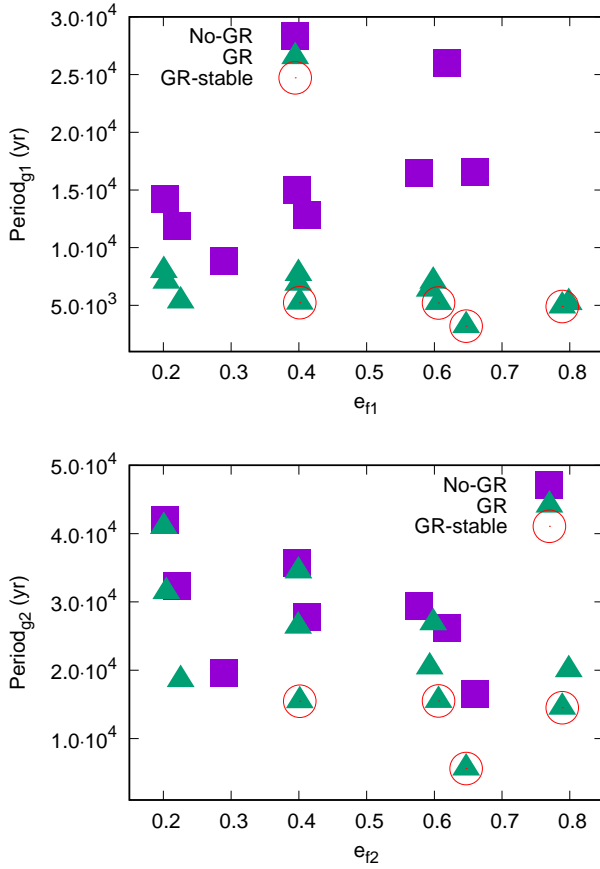 3.0·10⁴
2.5·10⁴
2.0·10⁴
1.5·10⁴
1.0·10⁴
5.0·10³
Period_g1 (yr)
No-GR
GR
GR-stable
0.2 0.3 0.4 0.5 0.6 0.7 0.8
e_f1
5.0·10⁴
4.0·10⁴
3.0·10⁴
2.0·10⁴
1.0·10⁴
Period_g2 (yr)
No-GR
GR
GR-stable
0.2 0.3 0.4 0.5 0.6 0.7 0.8
e_f2